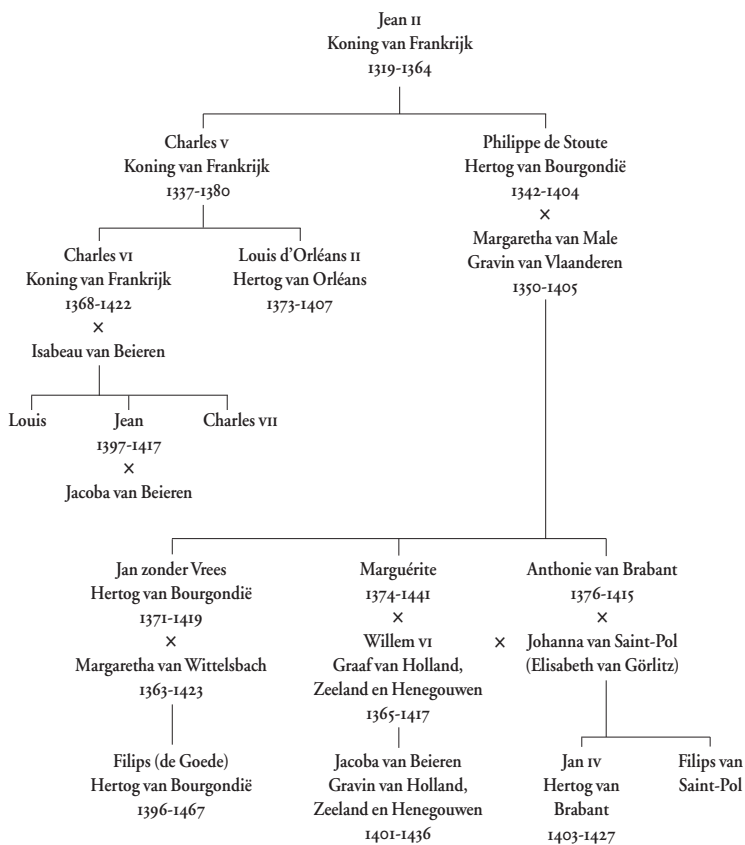 Jean II
Koning van Frankrijk
1319-1364
Charles V
Koning van Frankrijk
1337-1380
Philippe de Stoute
Hertog van Bourgondië
1342-1404
×
Margaretha van Male
Gravin van Vlaanderen
1350-1405
Charles VI
Koning van Frankrijk
1368-1422
×
Isabeau van Beieren
Louis d'Orléans II
Hertog van Orléans
1373-1407
Louis
Jean
1397-1417
×
Jacoba van Beieren
Charles VII
Jan zonder Vrees
Hertog van Bourgondië
1371-1419
×
Margaretha van Wittelsbach
1363-1423
Marguérite
1374-1441
×
Willem VI
Graaf van Holland,
Zeeland en Henegouwen
1365-1417
×
Anthonie van Brabant
1376-1415
×
Johanna van Saint-Pol
(Elisabeth van Görlitz)
Filips (de Goede)
Hertog van Bourgondië
1396-1467
Jacoba van Beieren
Gravin van Holland,
Zeeland en Henegouwen
1401-1436
Jan IV
Hertog van
Brabant
1403-1427
Filips van
Saint-Pol